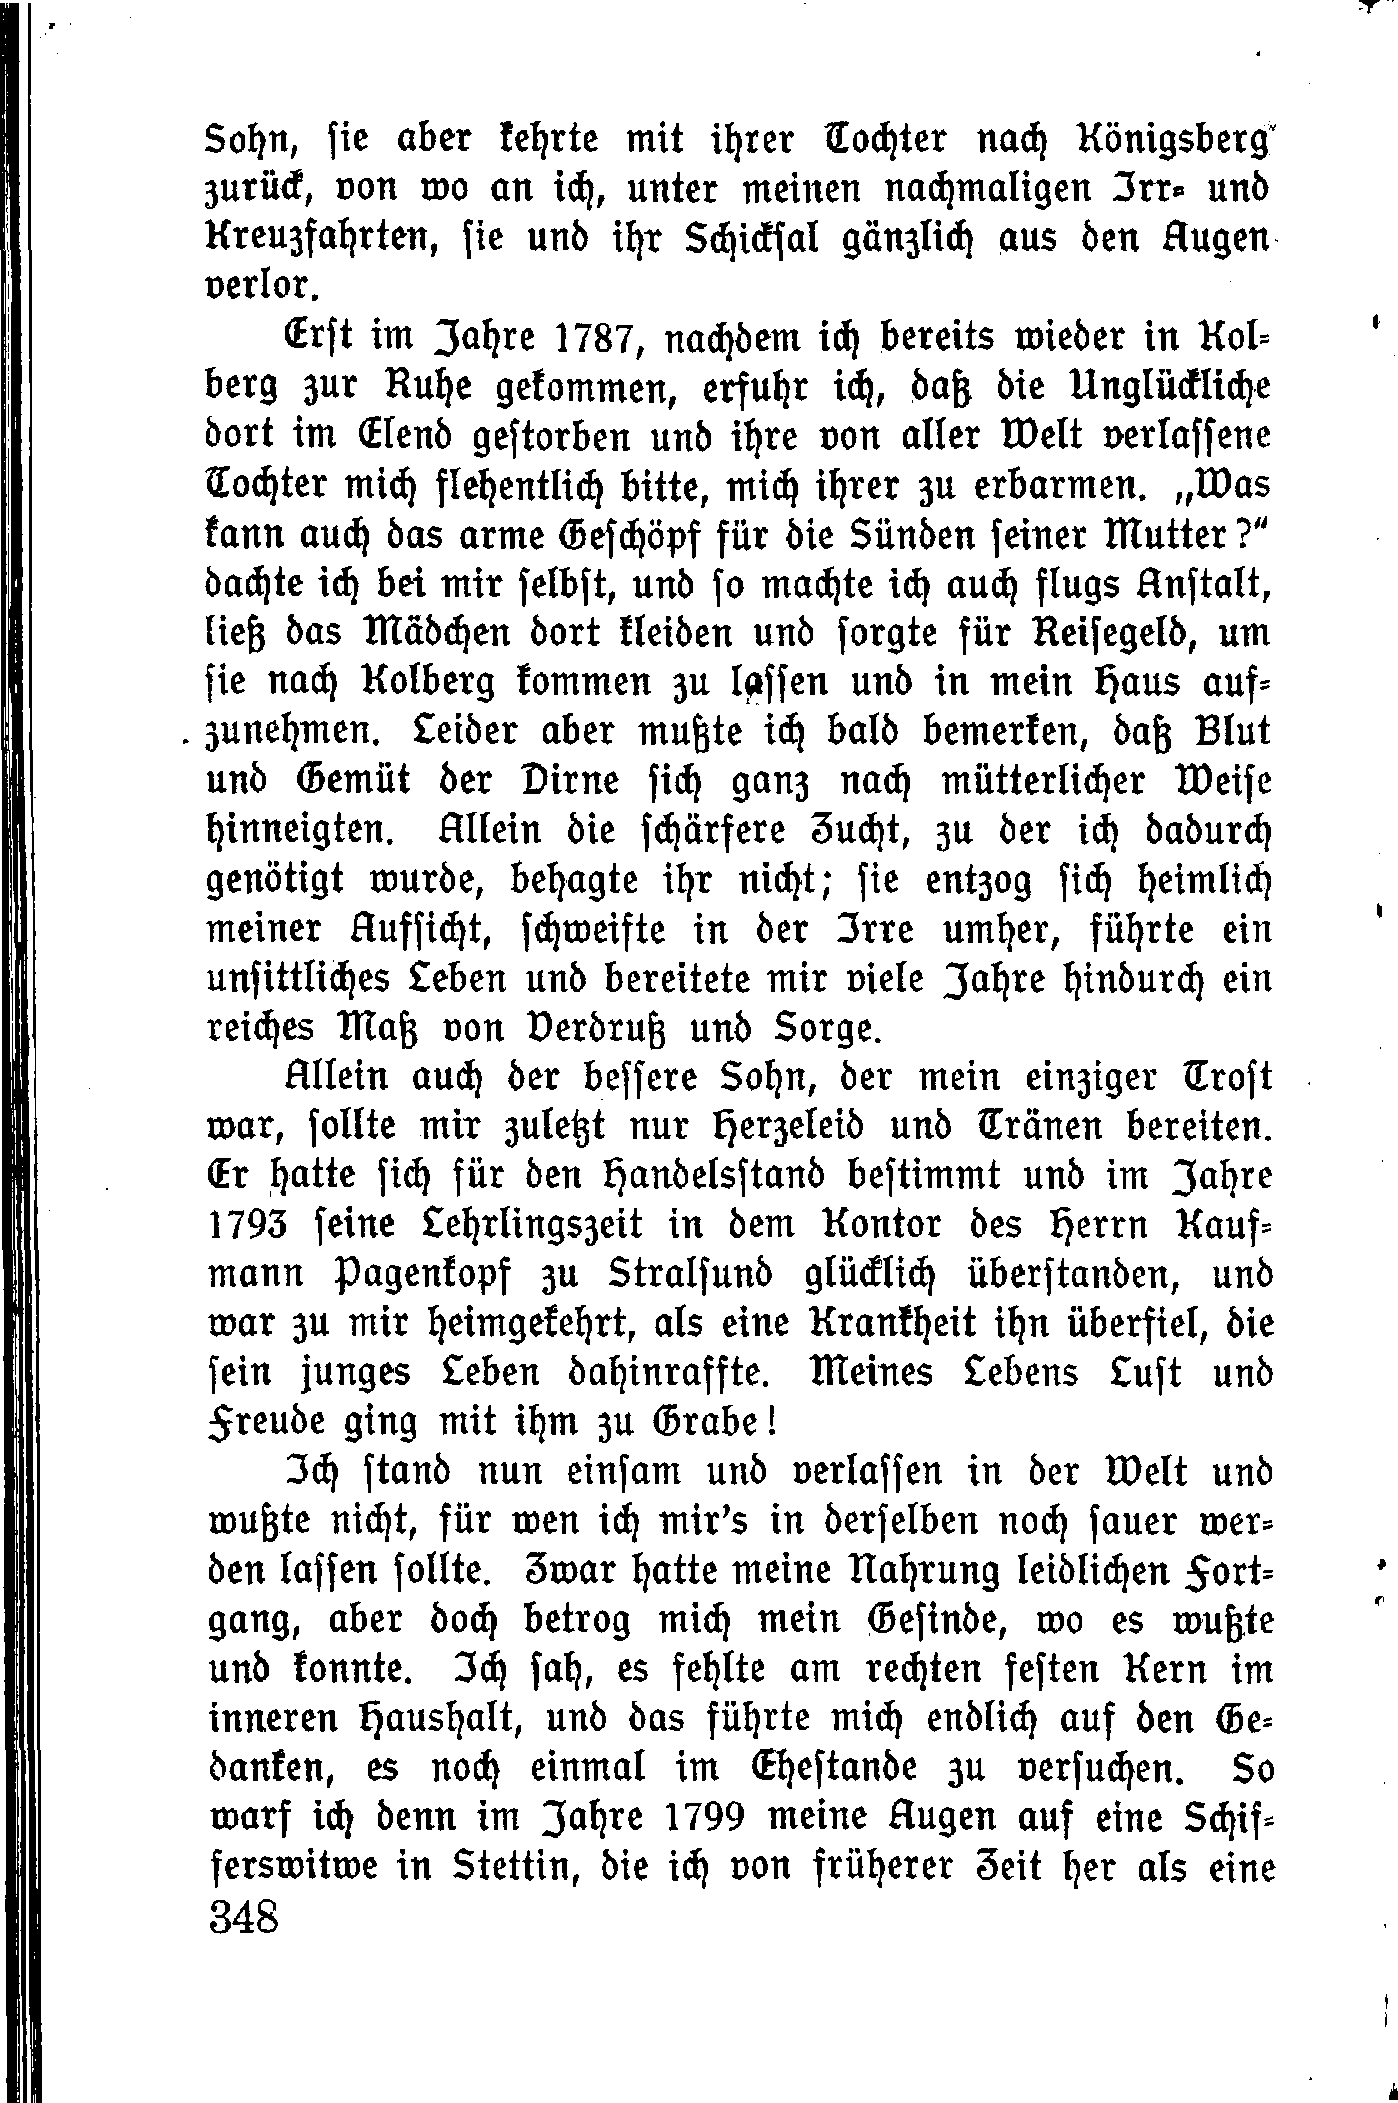 Sohn, sie aber kehrte mit ihrer Tochter nach Königsberg
zurück, von wo an ich, unter meinen nachmaligen Irr- und
Kreuzfahrten, sie und ihr Schicksal gänzlich aus den Augen
verlor.
Erst im Jahre 1787, nachdem ich bereits wieder in Kol-
berg zur Ruhe gekommen, erfuhr ich, daß die Unglückliche
dort im Elend gestorben und ihre von aller Welt verlassene
Tochter mich flehentlich bitte, mich ihrer zu erbarmen. „Was
kann auch das arme Geschöpf für die Sünden seiner Mutter?“
dachte ich bei mir selbst, und so machte ich auch flugs Anstalt,
ließ das Mädchen dort kleiden und sorgte für Reisegeld, um
sie nach Kolberg kommen zu lassen und in mein Haus auf-
zunehmen. Leider aber mußte ich bald bemerken, daß Blut
und Gemüt der Dirne sich ganz nach mütterlicher Weise
hinneigten. Allein die schärfere Zucht, zu der ich dadurch
genötigt wurde, behagte ihr nicht; sie entzog sich heimlich
meiner Aufsicht, schweifte in der Irre umher, führte ein
unsittliches Leben und bereitete mir viele Jahre hindurch ein
reiches Maß von Verdruß und Sorge.
Allein auch der bessere Sohn, der mein einziger Trost
war, sollte mir zuletzt nur Herzeleid und Tränen bereiten.
Er hatte sich für den Handelsstand bestimmt und im Jahre
1793 seine Lehrlingszeit in dem Kontor des Herrn Kauf-
mann Pagenkopf zu Stralsund glücklich überstanden, und
war zu mir heimgekehrt, als eine Krankheit ihn überfiel, die
sein junges Leben dahinraffte. Meines Lebens Lust und
Freude ging mit ihm zu Grabe!
Ich stand nun einsam und verlassen in der Welt und
wußte nicht, für wen ich mir's in derselben noch sauer wer-
den lassen sollte. Zwar hatte meine Nahrung leidlichen Fort-
gang, aber doch betrog mich mein Gesinde, wo es wußte
und konnte. Ich sah, es fehlte am rechten festen Kern im
inneren Haushalt, und das führte mich endlich auf den Ge-
danken, es noch einmal im Ehestande zu versuchen. So
warf ich denn im Jahre 1799 meine Augen auf eine Schif-
ferswitwe in Stettin, die ich von früherer Zeit her als eine
348